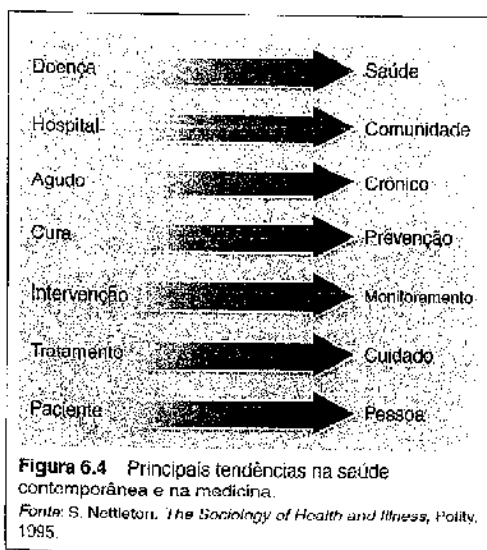 Doença Saúde
Hospital Comunidade
Agudo Crônico
Cura Prevenção
Intervenção Monitoramento
Tratamento Cuidado
Paciente Pessoa
Figura 6.4 Principais tendências na saúde
contemporânea e na medicina.
Fonte: S. Nettleton. The Sociology of Health and Illness, Polity,
1995.